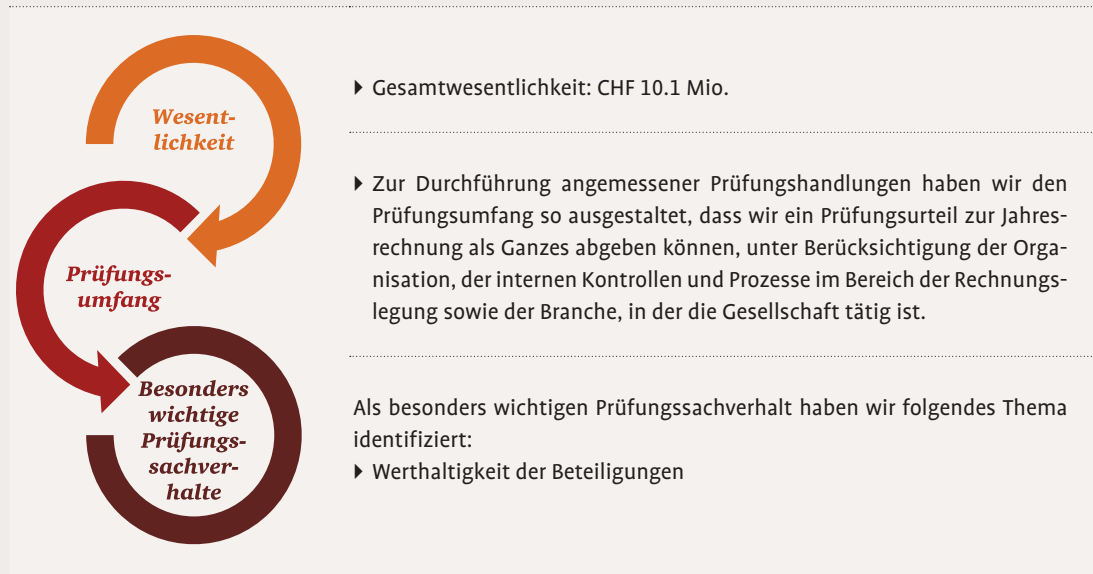 Wesent-
lichkeit
▶ Gesamtwesentlichkeit: CHF 10.1 Mio.
Prüfungs-
umfang
▶ Zur Durchführung angemessener Prüfungshandlungen haben wir den
Prüfungsumfang so ausgestaltet, dass wir ein Prüfungsurteil zur Jahres-
rechnung als Ganzes abgeben können, unter Berücksichtigung der Orga-
nisation, der internen Kontrollen und Prozesse im Bereich der Rechnungs-
legung sowie der Branche, in der die Gesellschaft tätig ist.
Besonders
wichtige
Prüfungs-
sachver-
halte
Als besonders wichtigen Prüfungssachverhalt haben wir folgendes Thema
identifiziert:
▶ Werthaltigkeit der Beteiligungen